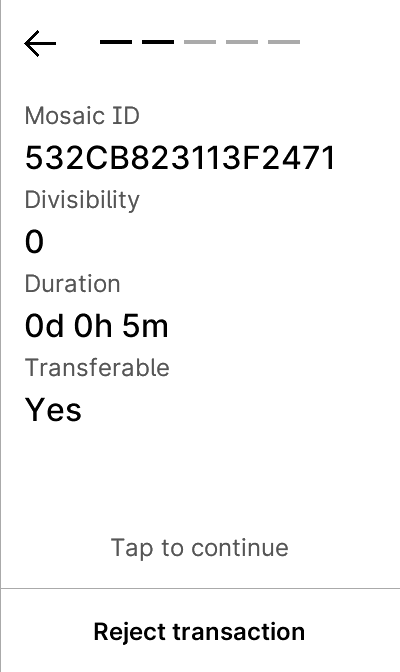 Mosaic ID
532CB823113F2471
Divisibility
0
Duration
0d 0h 5m
Transferable
Yes
Tap to continue
Reject transaction